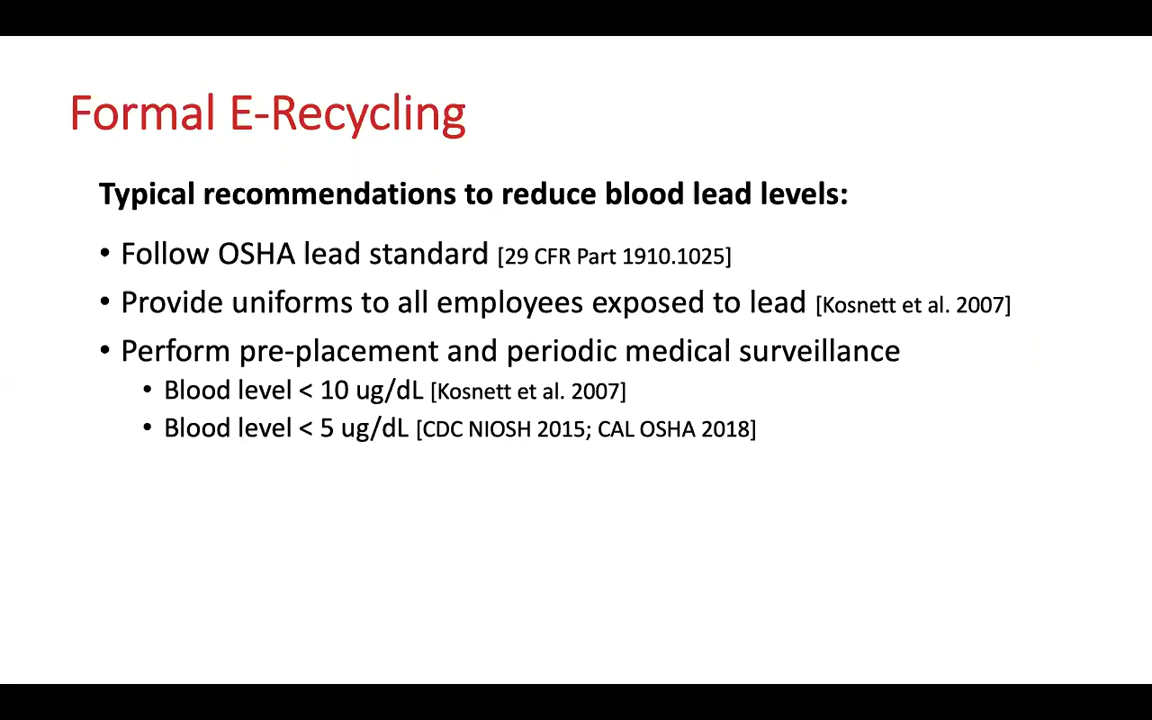 Formal E-Recycling
Typical recommendations to reduce blood lead levels:
• Follow OSHA lead standard [29 CFR Part 1910.1025]
• Provide uniforms to all employees exposed to lead [Kosnett et al. 2007]
• Perform pre-placement and periodic medical surveillance
• Blood level < 10 ug/dL [Kosnett et al. 2007]
• Blood level < 5 ug/dL [CDC NIOSH 2015; CAL OSHA 2018]